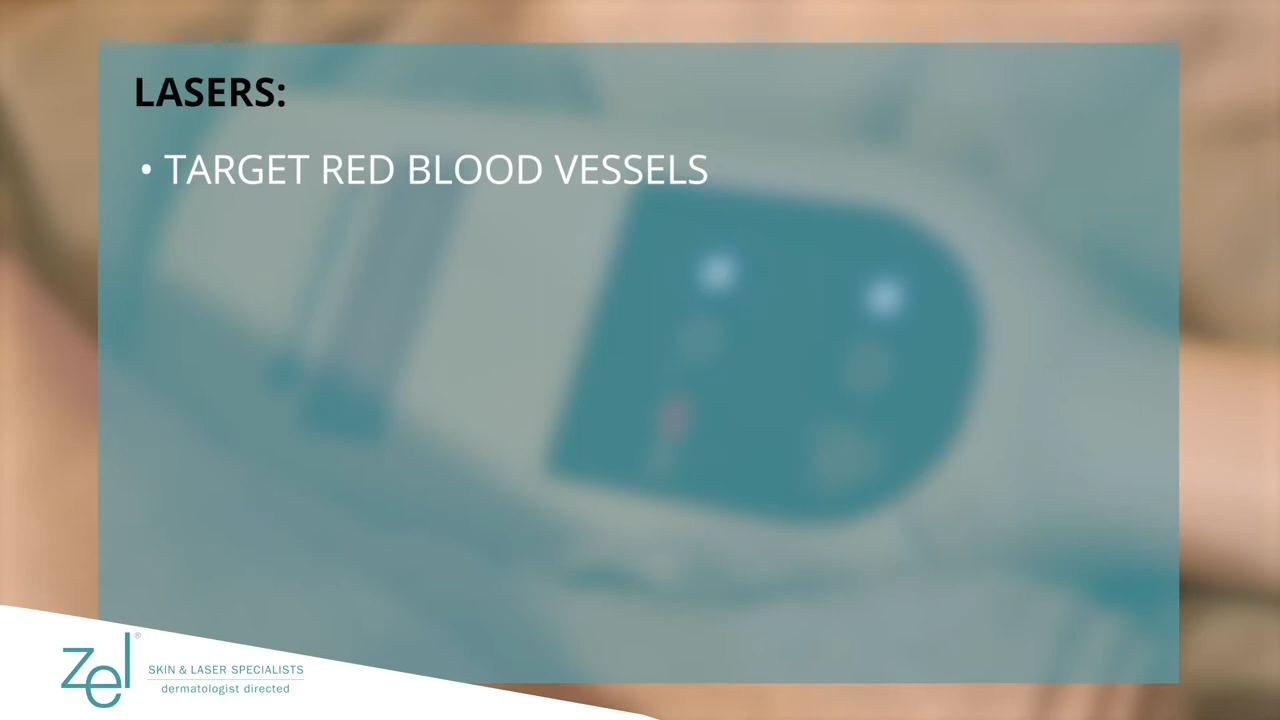 LASERS:
• TARGET RED BLOOD VESSELS
zel®
SKIN & LASER SPECIALISTS
dermatologist directed